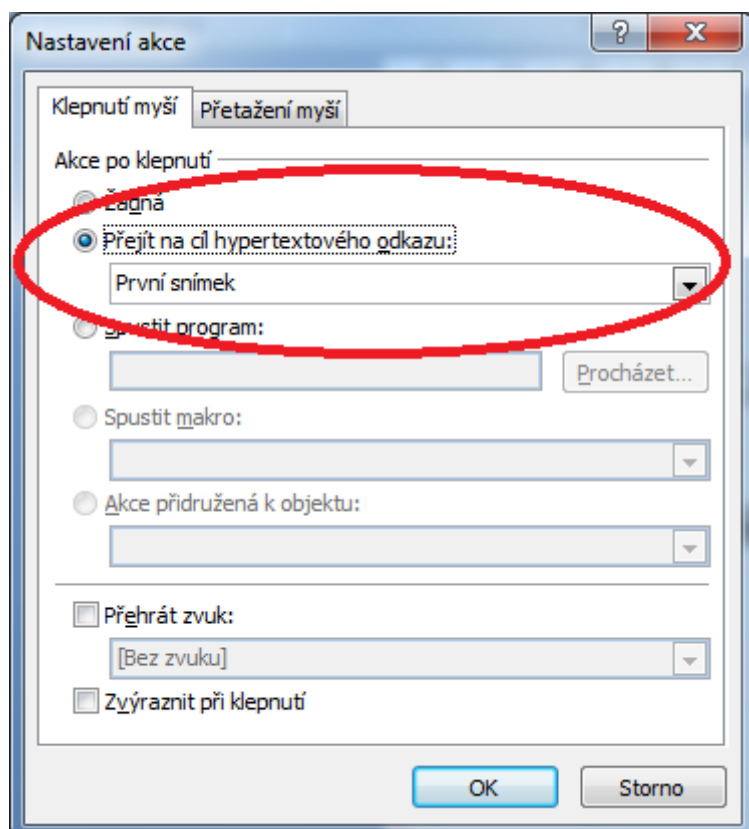 Nastavení akce
Klepnutí myší Přetažení myší
Akce po klepnutí
Žádná
Přejít na cíl hypertextového odkazu:
První snímek
Spustit program:
Procházet...
Spustit makro:
Akce přidružená k objektu:
Přehrát zvuk:
[Bez zvuku]
Zvýraznit při klepnutí
OK Storno